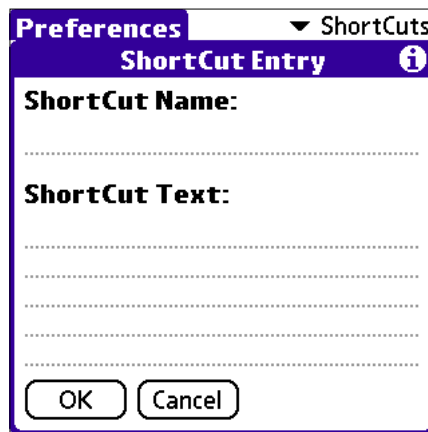 Preferences ShortCuts
ShortCut Entry
ShortCut Name:
ShortCut Text:
OK Cancel